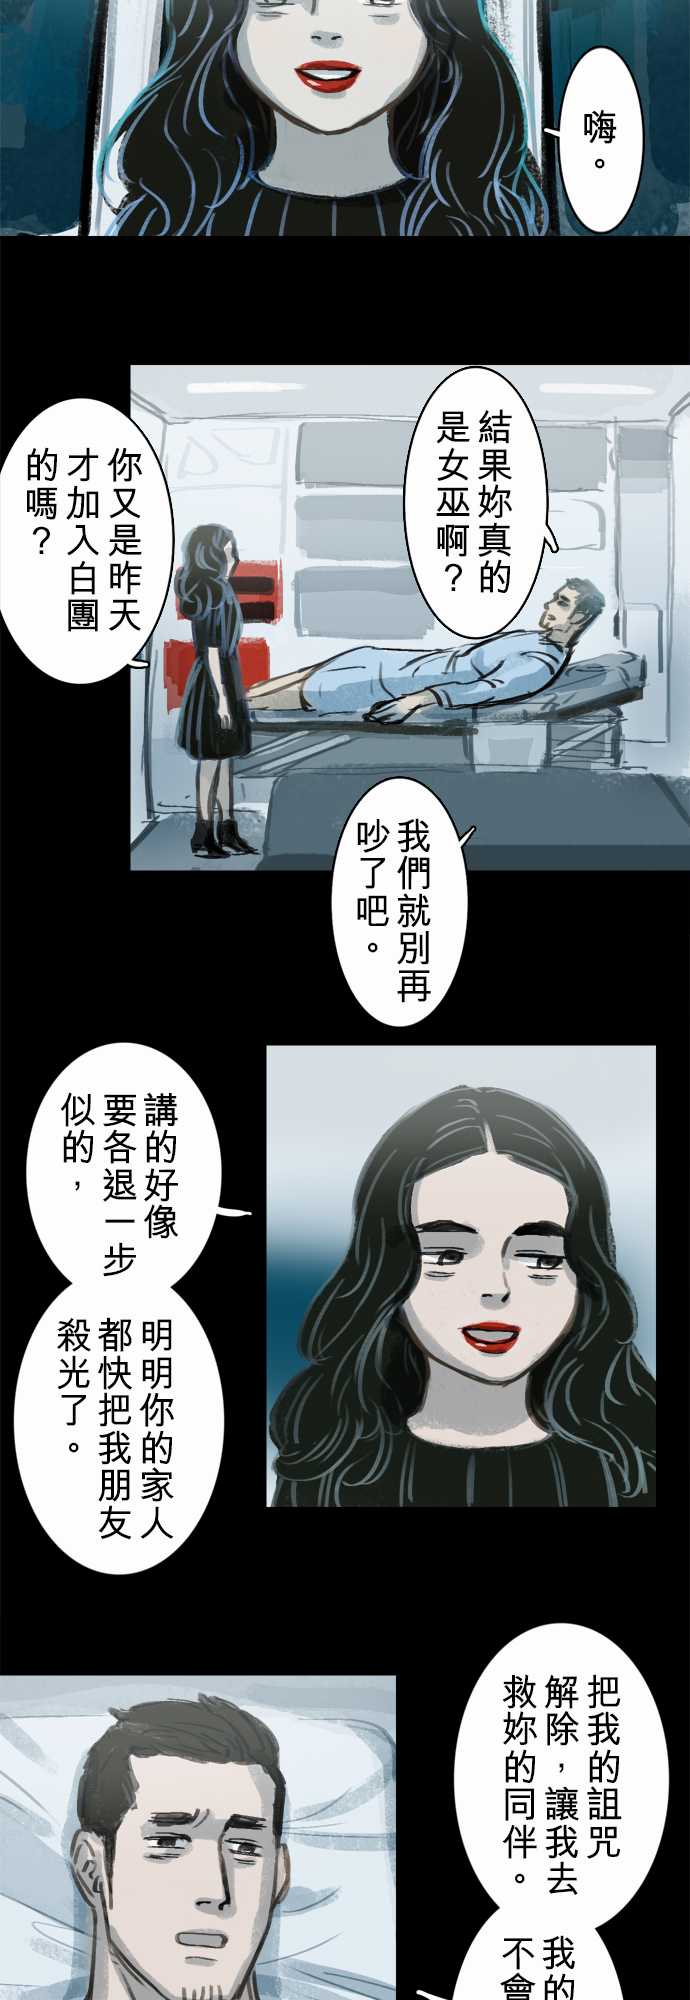 嗨。
結果妳真的
是女巫啊？
你又是昨天
才加入白團
的嗎？
我們就別再
吵了吧。
講的好像
要各退一步
似的，
明明你的家人
都快把我朋友
殺光了。
把我的詛咒
解除，讓我去
救妳的同伴。
我的
不會